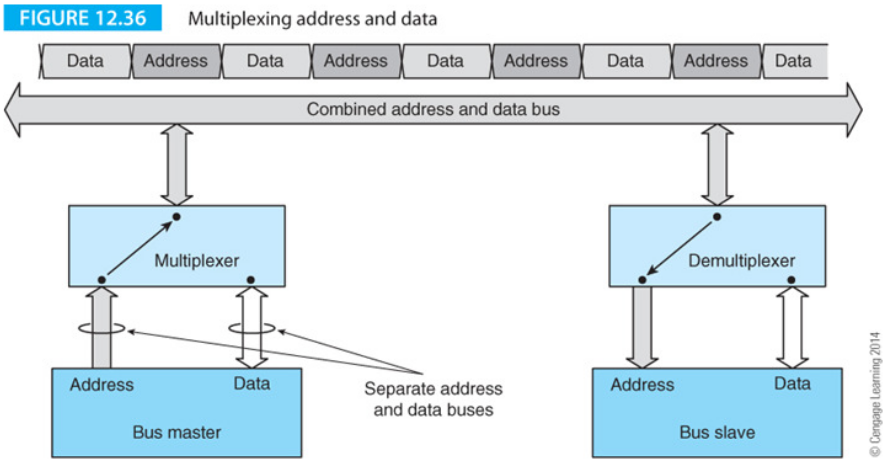 FIGURE 12.36 Multiplexing address and data
Data Address Data Address Data Address Data Address Data
Combined address and data bus
Multiplexer
Demultiplexer
Address Data
Separate address
and data buses
Bus master
Address Data
Bus slave
© Cengage Learning 2014